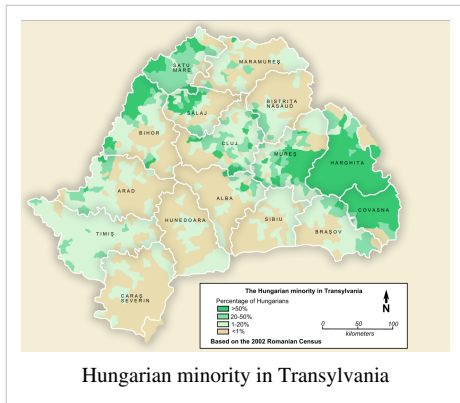 SATU
MARE
MARAMUREȘ
BISTRIȚA
NĂSAUD
SĂLAJ
BIHOR
CLUJ
MUREȘ
HARGHITA
ARAD
ALBA
COVASNA
HUNEDOARA
SIBIU
BRAȘOV
TIMIȘ
CARAȘ
SEVERIN
The Hungarian minority in Transylvania
Percentage of Hungarians
>50%
20-50%
1-20%
<1%
N
0 50 100
kilometers
Based on the 2002 Romanian Census
Hungarian minority in Transylvania